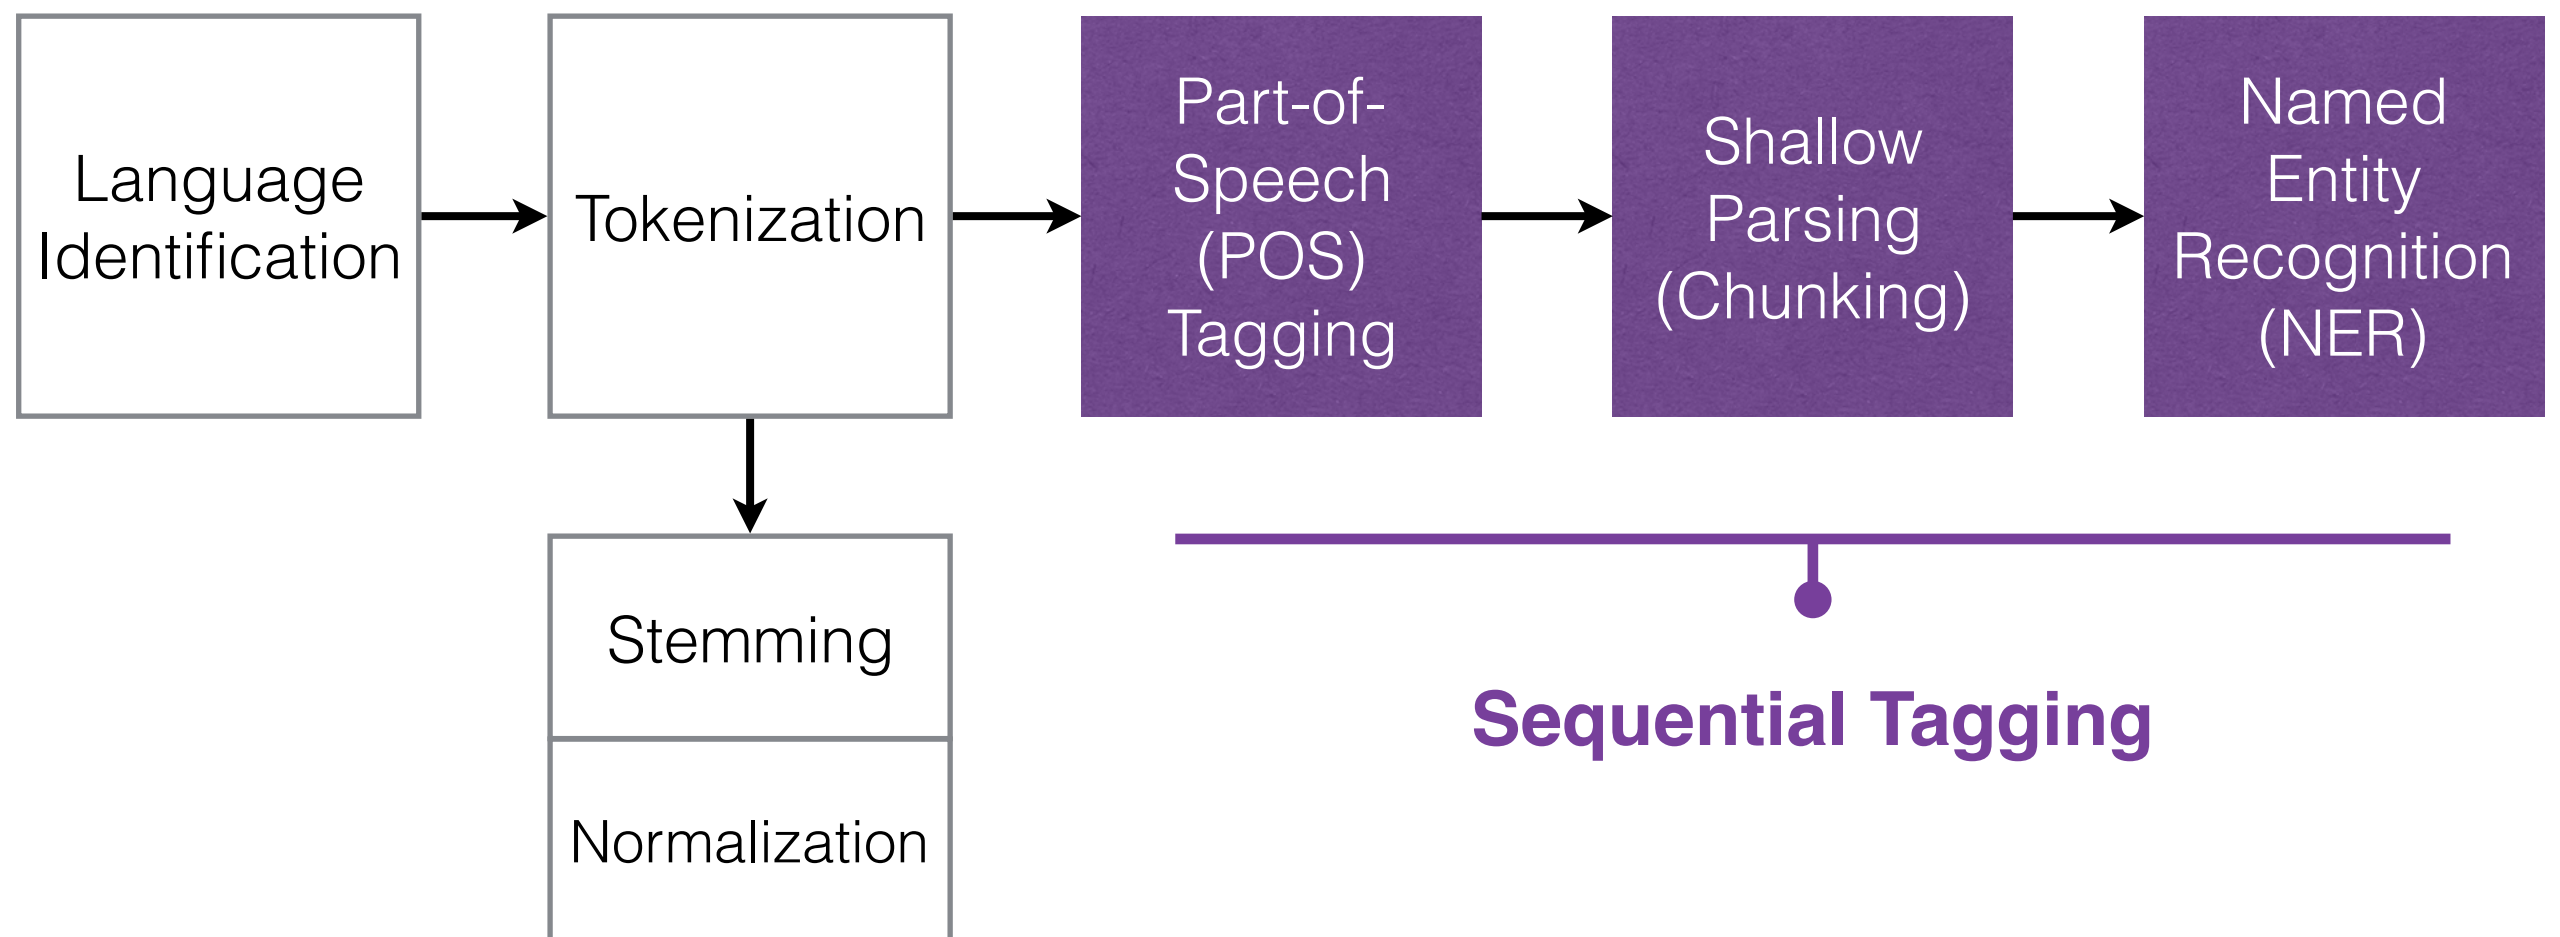 Language
Identification
Tokenization
Part-of-
Speech
(POS)
Tagging
Shallow
Parsing
(Chunking)
Named
Entity
Recognition
(NER)
Stemming
Normalization
Sequential Tagging